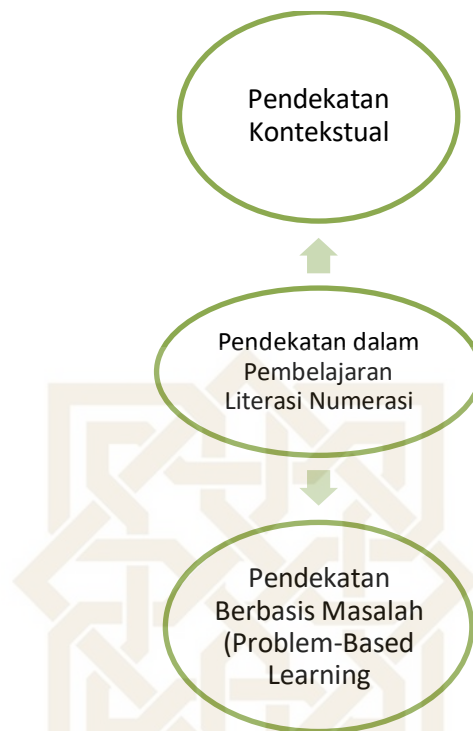 Pendekatan
Kontekstual
Pendekatan dalam
Pembelajaran
Literasi Numerasi
Pendekatan
Berbasis Masalah
(Problem-Based
Learning